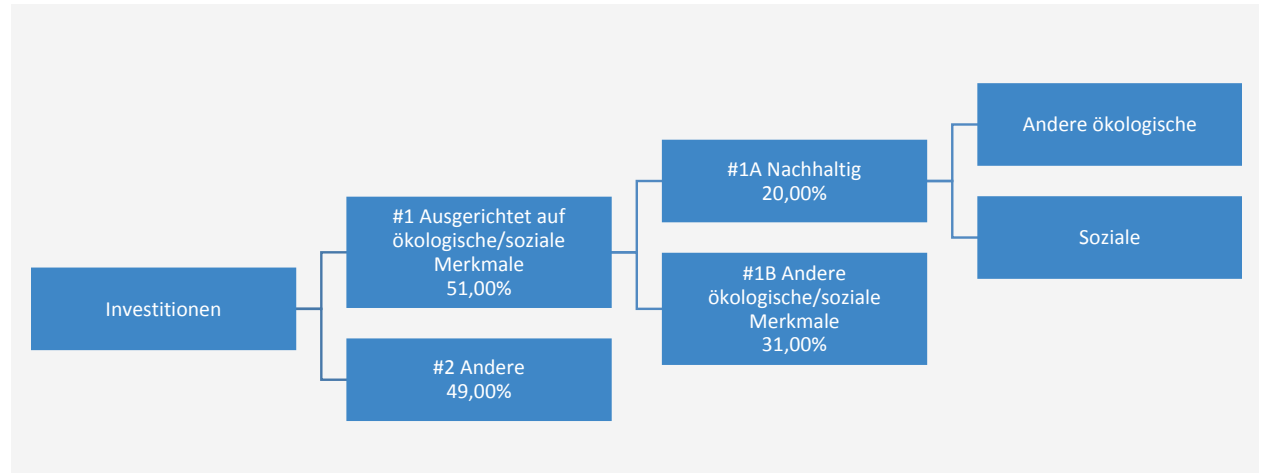 Investitionen
#1 Ausgerichtet auf
ökologische/soziale
Merkmale
51,00%
#2 Andere
49,00%
#1A Nachhaltig
20,00%
#1B Andere
ökologische/soziale
Merkmale
31,00%
Andere ökologische
Soziale